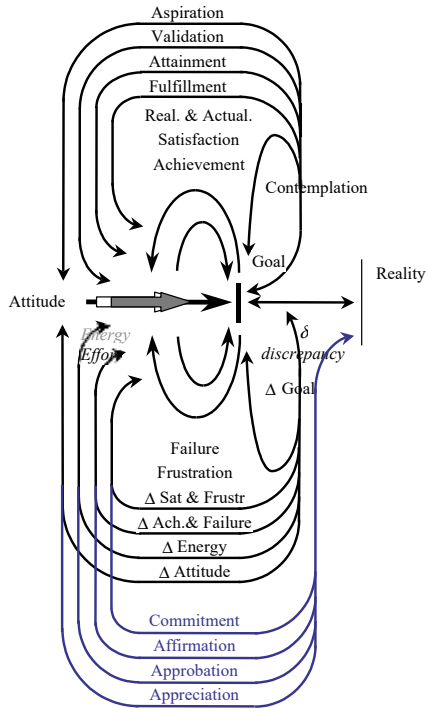 Aspiration
Validation
Attainment
Fulfillment
Real. & Actual.
Satisfaction
Achievement
Contemplation
Goal
Reality
Attitude
Energy
Effort
δ
discrepancy
Δ Goal
Failure
Frustration
Δ Sat & Frustr
Δ Ach.& Failure
Δ Energy
Δ Attitude
Commitment
Affirmation
Approbation
Appreciation